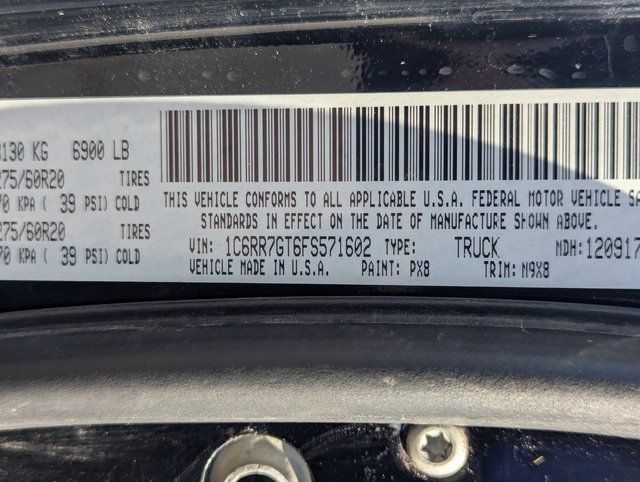 3130 KG 6900 LB
275/60R20 TIRES
70 KPA ( 39 PSI) COLD
275/60R20 TIRES
70 KPA ( 39 PSI) COLD
THIS VEHICLE CONFORMS TO ALL APPLICABLE U.S.A. FEDERAL MOTOR VEHICLE SA
STANDARDS IN EFFECT ON THE DATE OF MANUFACTURE SHOWN ABOVE.
VIN: 1C6RR7GT6FS571602 TYPE: TRUCK MDH: 120917
VEHICLE MADE IN U.S.A. PAINT: PX8 TRIM: N9X8